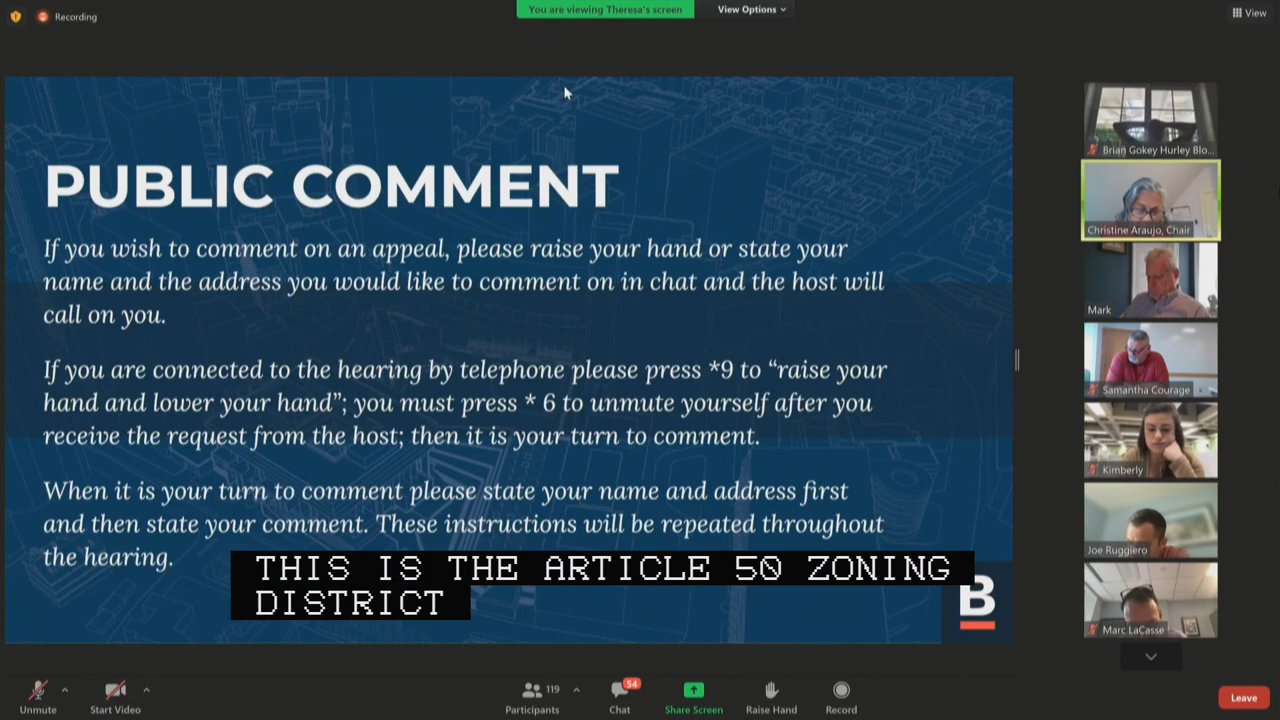 Recording
You are viewing Theresa's screen
View Options
View
PUBLIC COMMENT
If you wish to comment on an appeal, please raise your hand or state your
name and the address you would like to comment on in chat and the host will
call on you.
If you are connected to the hearing by telephone please press *9 to “raise your
hand and lower your hand”; you must press * 6 to unmute yourself after you
receive the request from the host; then it is your turn to comment.
When it is your turn to comment please state your name and address first
and then state your comment. These instructions will be repeated throughout
the hearing.
THIS IS THE ARTICLE 50 ZONING
DISTRICT
B
Brian Gokey Hurley Blo...
Christine Araujo, Chair
Mark
Samantha Courage
Kimberly
Joe Ruggiero
Marc LaCasse
Unmute
Start Video
119
Participants
54
Chat
Share Screen
Raise Hand
Record
Leave